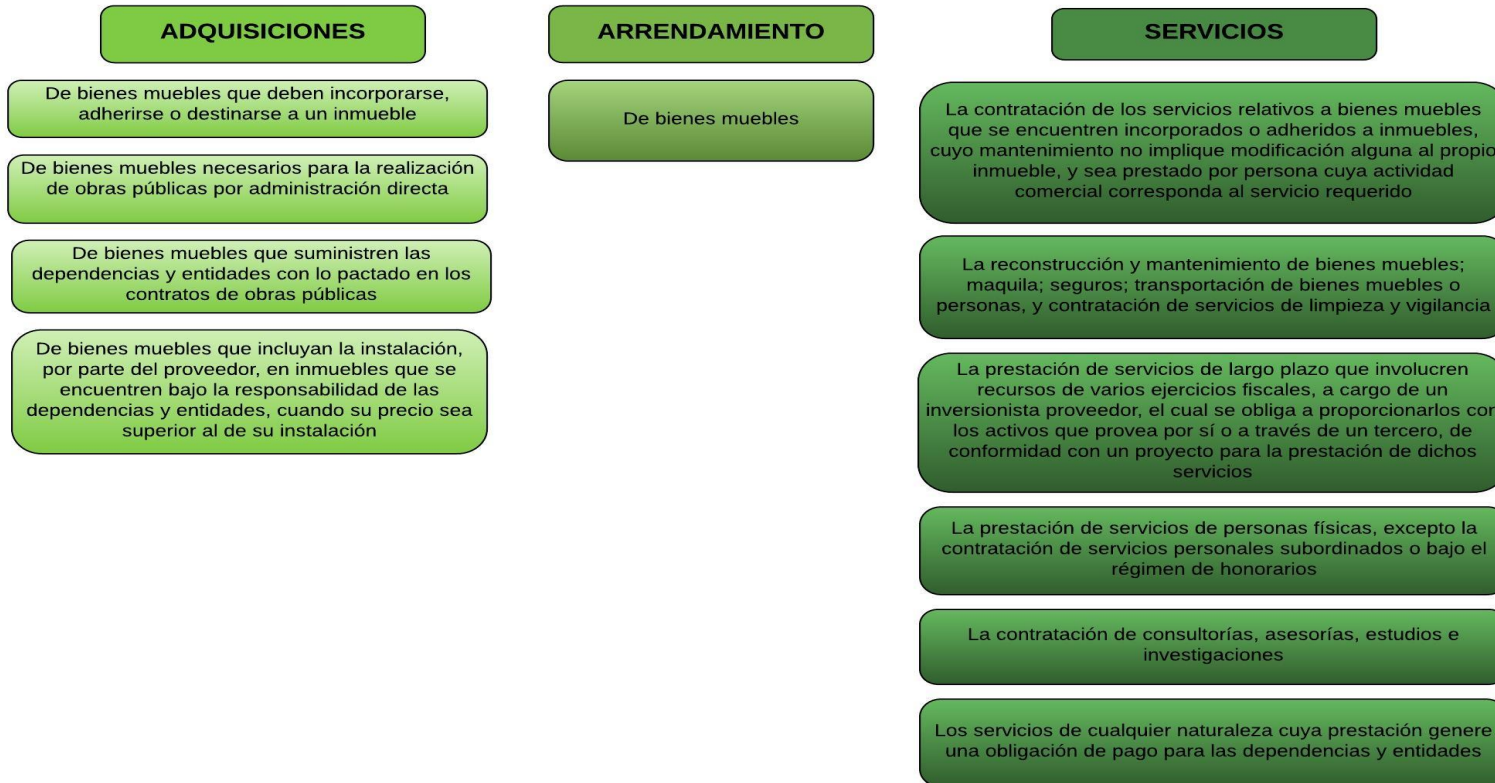 ADQUISICIONES
De bienes muebles que deben incorporarse,
adherirse o destinarse a un inmueble
De bienes muebles necesarios para la realización
de obras públicas por administración directa
De bienes muebles que suministren las
dependencias y entidades con lo pactado en los
contratos de obras públicas
De bienes muebles que incluyan la instalación,
por parte del proveedor, en inmuebles que se
encuentren bajo la responsabilidad de las
dependencias y entidades, cuando su precio sea
superior al de su instalación
ARRENDAMIENTO
De bienes muebles
SERVICIOS
La contratación de los servicios relativos a bienes muebles
que se encuentren incorporados o adheridos a inmuebles,
cuyo mantenimiento no implique modificación alguna al propio
inmueble, y sea prestado por persona cuya actividad
comercial corresponda al servicio requerido
La reconstrucción y mantenimiento de bienes muebles;
maquila; seguros; transportación de bienes muebles o
personas, y contratación de servicios de limpieza y vigilancia
La prestación de servicios de largo plazo que involucren
recursos de varios ejercicios fiscales, a cargo de un
inversionista proveedor, el cual se obliga a proporcionarlos con
los activos que provea por sí o a través de un tercero, de
conformidad con un proyecto para la prestación de dichos
servicios
La prestación de servicios de personas físicas, excepto la
contratación de servicios personales subordinados o bajo el
régimen de honorarios
La contratación de consultorías, asesorías, estudios e
investigaciones
Los servicios de cualquier naturaleza cuya prestación genere
una obligación de pago para las dependencias y entidades